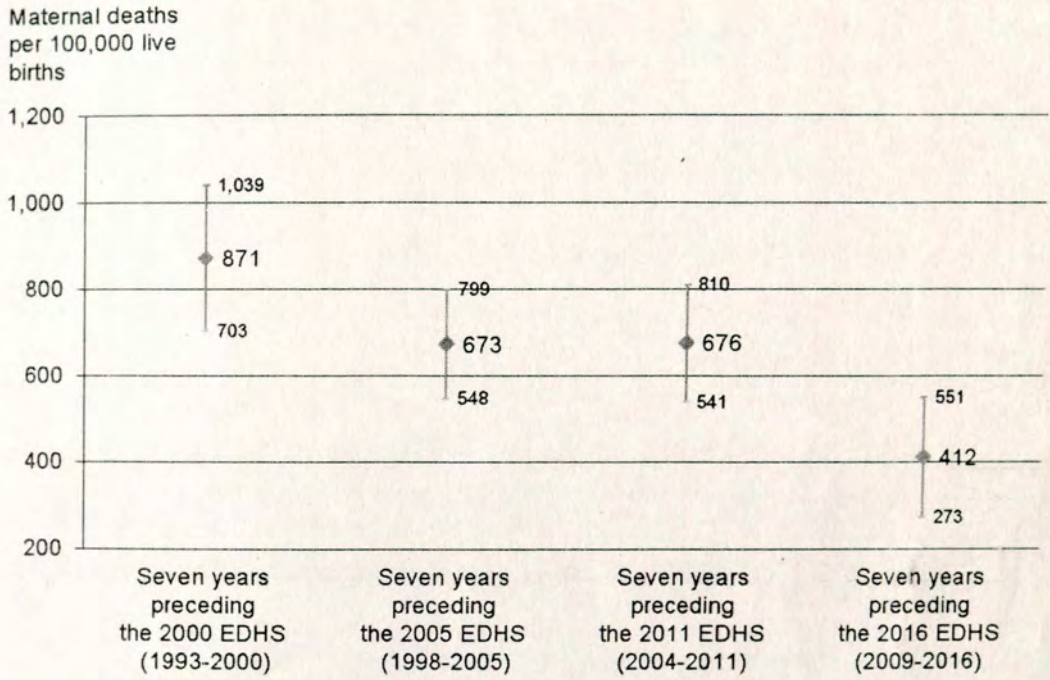 Maternal deaths
per 100,000 live
births
1,200
1,000
800
600
400
200
1,039
871
703
799
673
548
810
676
541
551
412
273
Seven years
preceding
the 2000 EDHS
(1993-2000)
Seven years
preceding
the 2005 EDHS
(1998-2005)
Seven years
preceding
the 2011 EDHS
(2004-2011)
Seven years
preceding
the 2016 EDHS
(2009-2016)